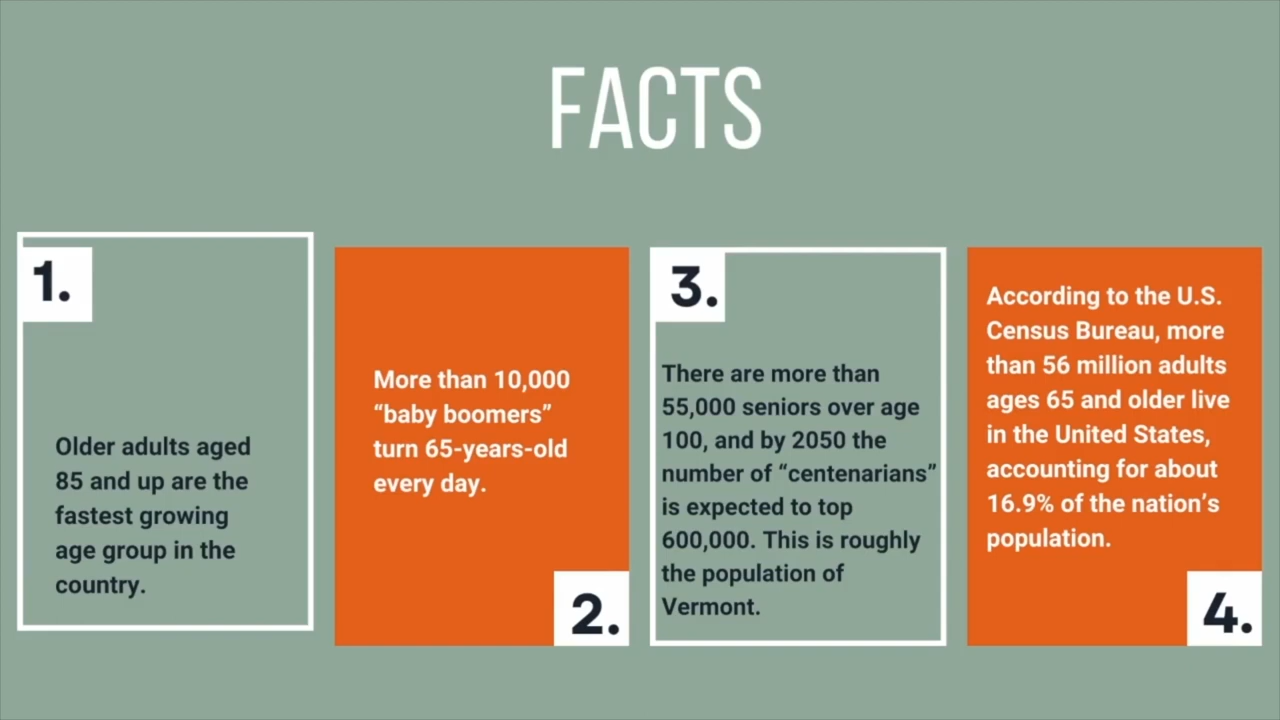 FACTS
1.
Older adults aged
85 and up are the
fastest growing
age group in the
country.
More than 10,000
“baby boomers”
turn 65-years-old
every day.
2.
3.
There are more than
55,000 seniors over age
100, and by 2050 the
number of “centenarians”
is expected to top
600,000. This is roughly
the population of
Vermont.
According to the U.S.
Census Bureau, more
than 56 million adults
ages 65 and older live
in the United States,
accounting for about
16.9% of the nation’s
population.
4.